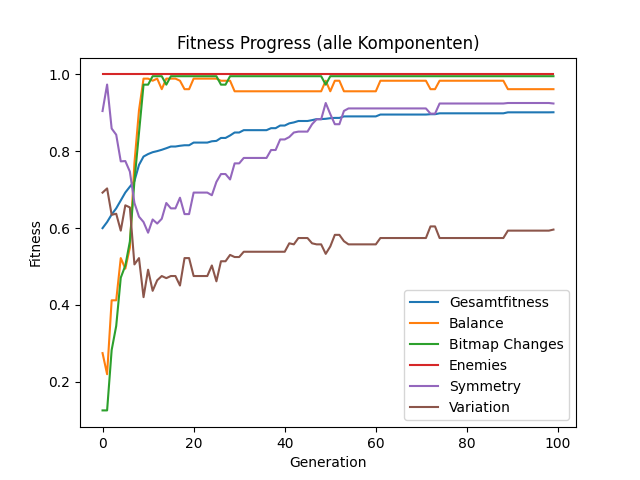 Fitness Progress (alle Komponenten)
Fitness
1.0
0.8
0.6
0.4
0.2
0
20
40
60
80
100
Generation
Gesamtfitness
Balance
Bitmap Changes
Enemies
Symmetry
Variation